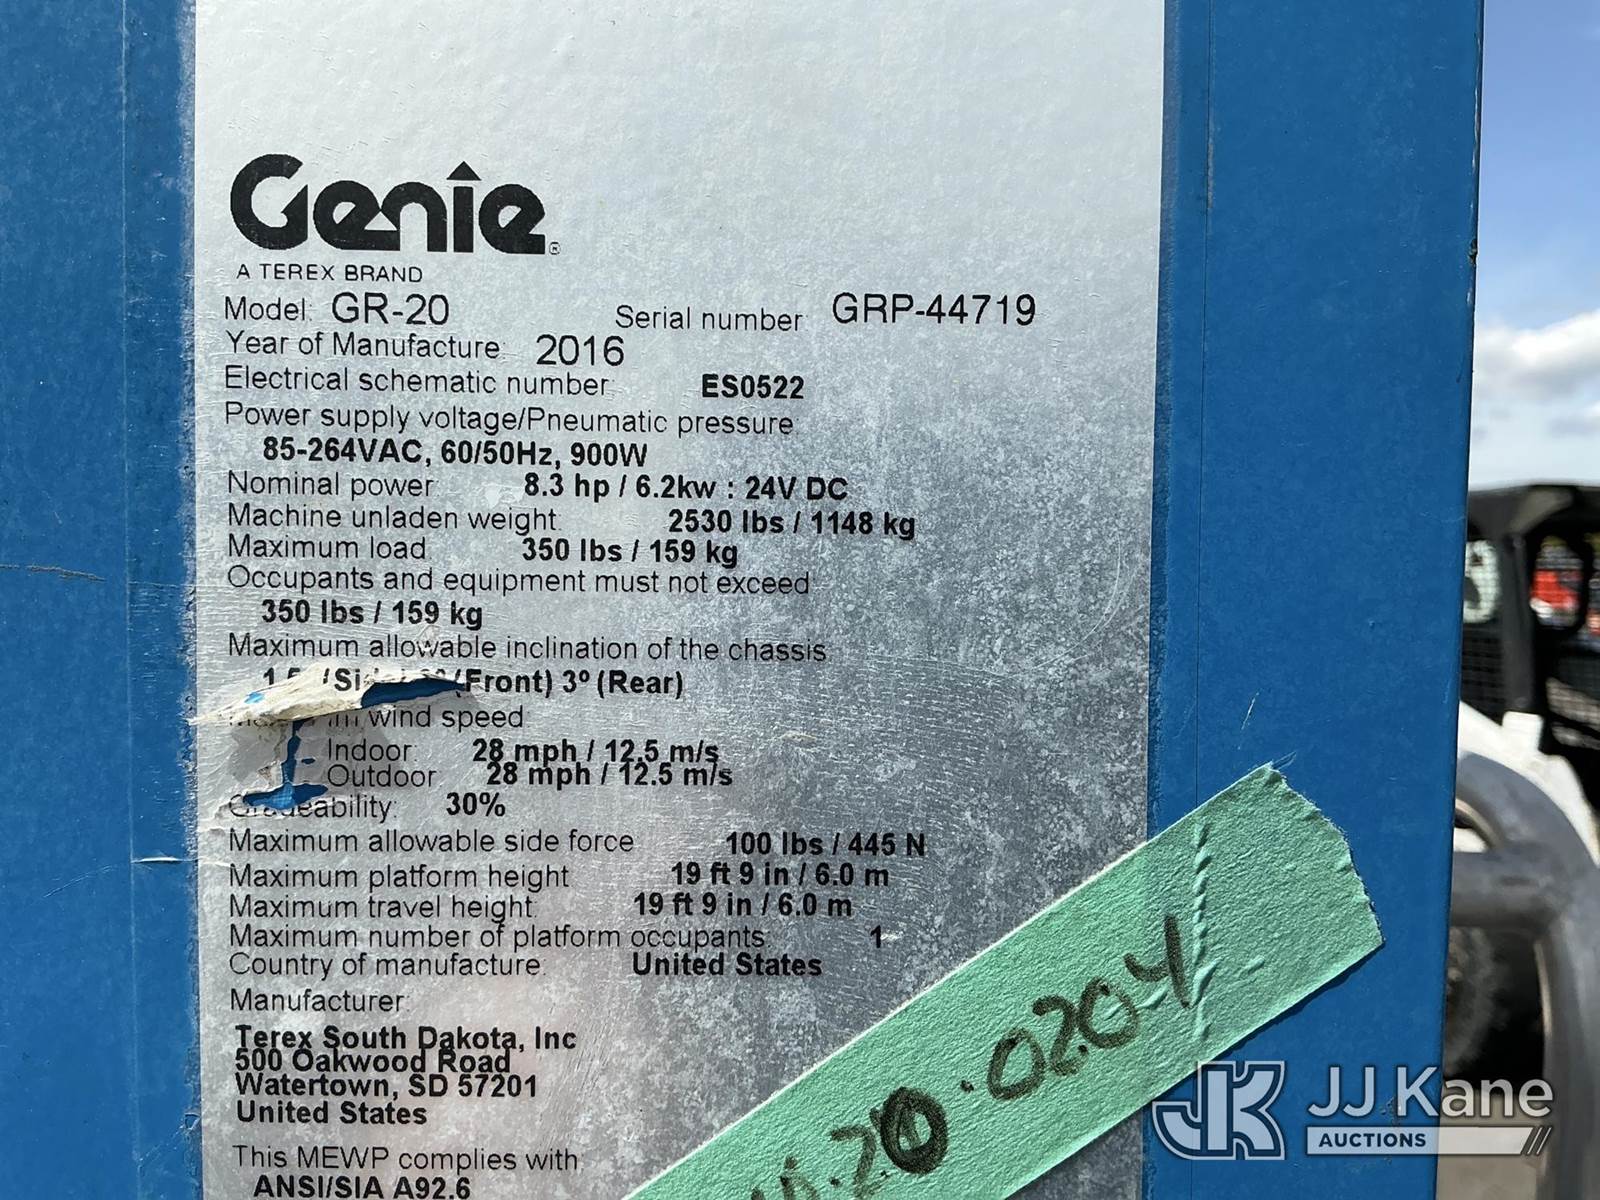 Genie®
A TEREX BRAND
Model: GR-20 Serial number: GRP-44719
Year of Manufacture: 2016
Electrical schematic number: ES0522
Power supply voltage/Pneumatic pressure
85-264VAC, 60/50Hz, 900W
Nominal power 8.3 hp / 6.2kw : 24V DC
Machine unladen weight: 2530 lbs / 1148 kg
Maximum load 350 lbs / 159 kg
Occupants and equipment must not exceed
350 lbs / 159 kg
Maximum allowable inclination of the chassis
(Front) 3º (Rear)
wind speed:
Indoor: 28 mph / 12.5 m/s
Outdoor 28 mph / 12.5 m/s
Gradeability: 30%
Maximum allowable side force 100 lbs / 445 N
Maximum platform height 19 ft 9 in / 6.0 m
Maximum travel height: 19 ft 9 in / 6.0 m
Maximum number of platform occupants: 1
Country of manufacture: United States
Manufacturer:
Terex South Dakota, Inc
500 Oakwood Road
Watertown, SD 57201
United States
This MEWP complies with
ANSI/SIA A92.6
20.0204
JK JJ Kane
AUCTIONS